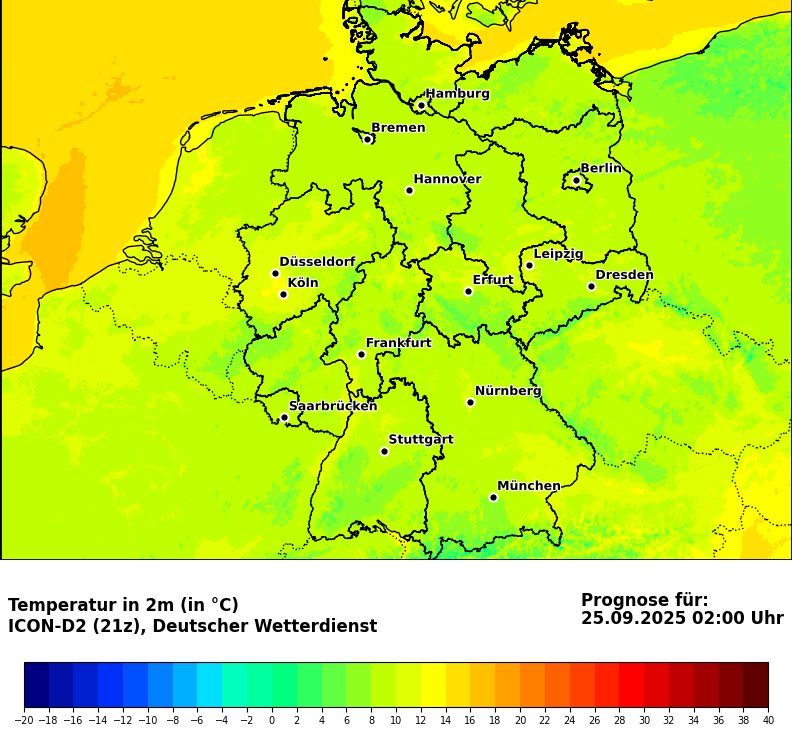 Hamburg
Bremen
Hannover
Berlin
Düsseldorf
Köln
Leipzig
Erfurt
Dresden
Frankfurt
Nürnberg
Saarbrücken
Stuttgart
München
Temperatur in 2m (in °C)
ICON-D2 (21z), Deutscher Wetterdienst
Prognose für:
25.09.2025 02:00 Uhr
−20 −18 −16 −14 −12 −10 −8 −6 −4 −2 0 2 4 6 8 10 12 14 16 18 20 22 24 26 28 30 32 34 36 38 40